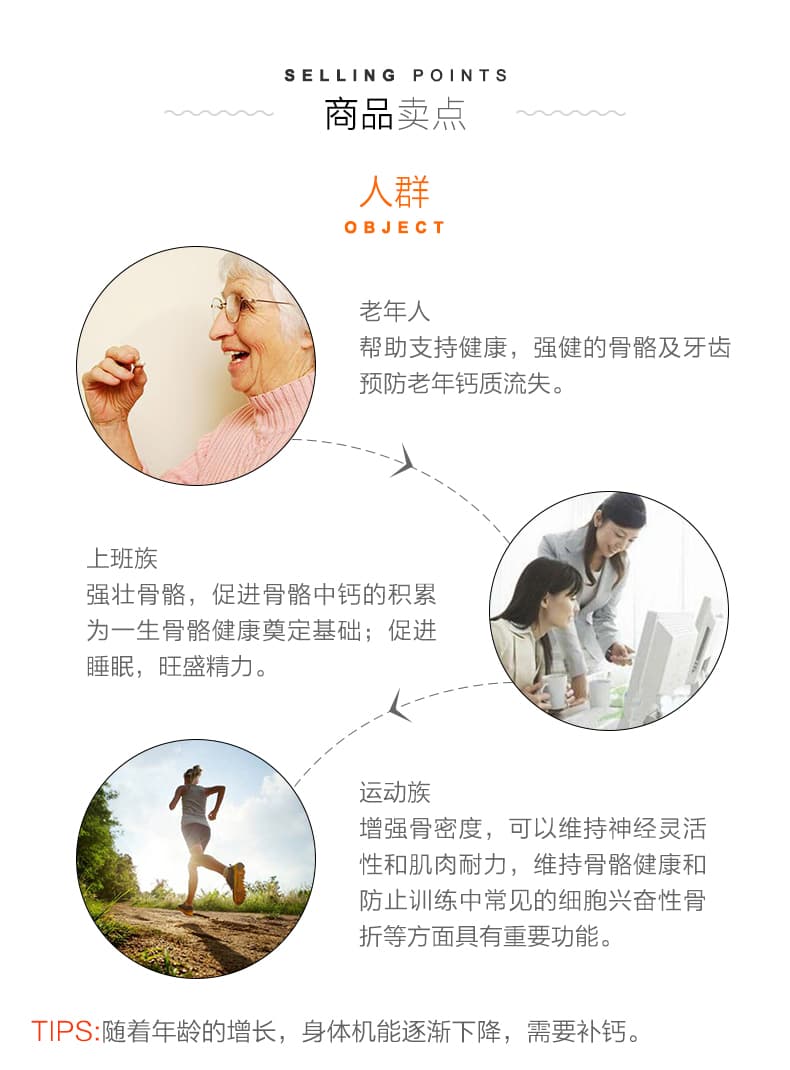 SELLING POINTS
商品卖点
人群
OBJECT
老年人
帮助支持健康，强健的骨骼及牙齿
预防老年钙质流失。
上班族
强壮骨骼，促进骨骼中钙的积累
为一生骨骼健康奠定基础；促进
睡眠，旺盛精力。
运动族
增强骨密度，可以维持神经灵活
性和肌肉耐力，维持骨骼健康和
防止训练中常见的细胞兴奋性骨
折等方面具有重要功能。
TIPS:随着年龄的增长，身体机能逐渐下降，需要补钙。